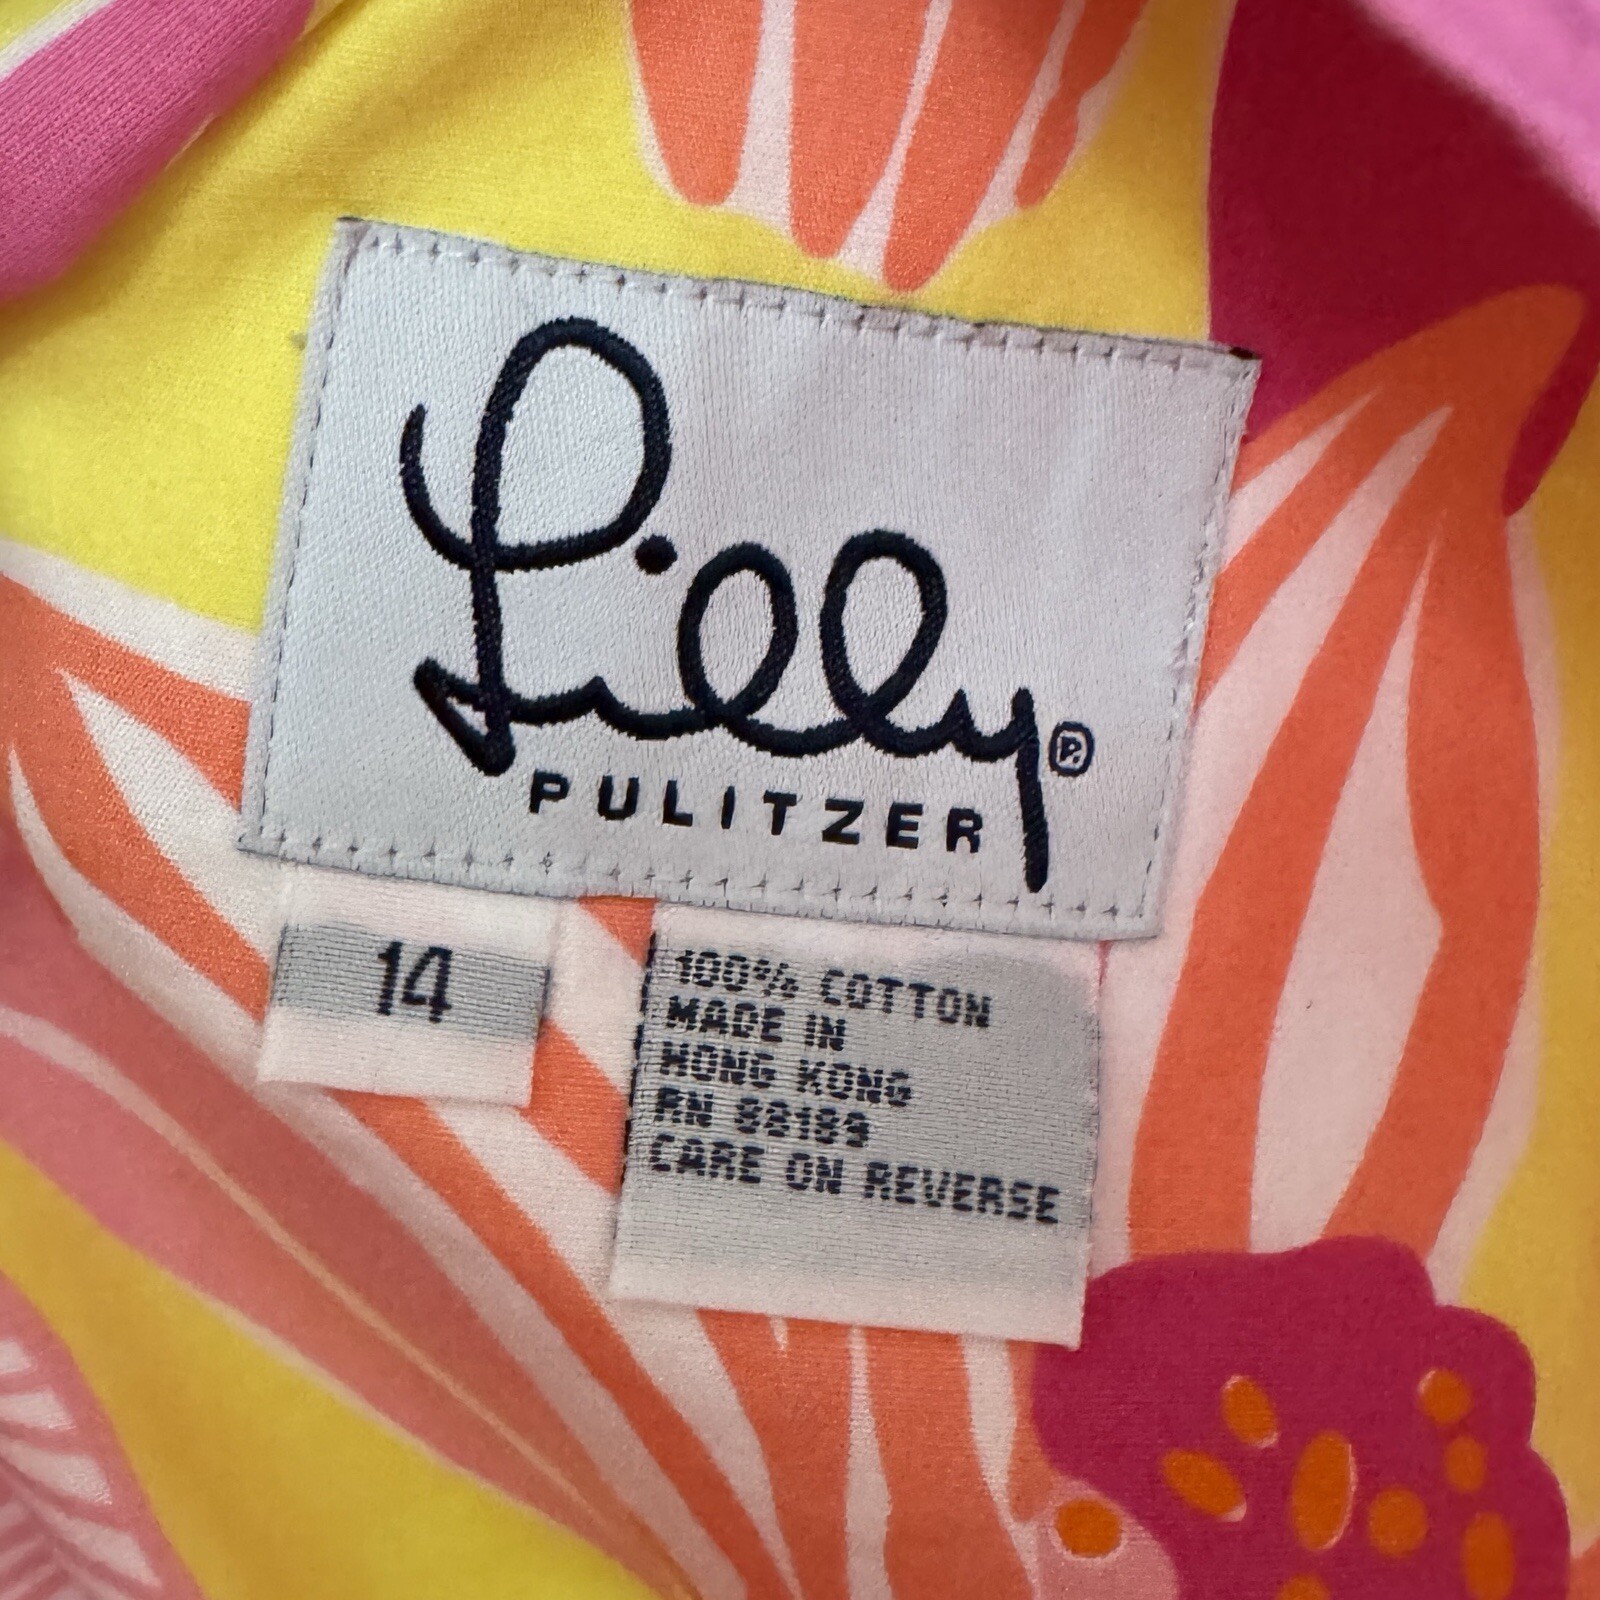 Lilly®
PULITZER
14
100% COTTON
MADE IN
HONG KONG
RN 88189
CARE ON REVERSE